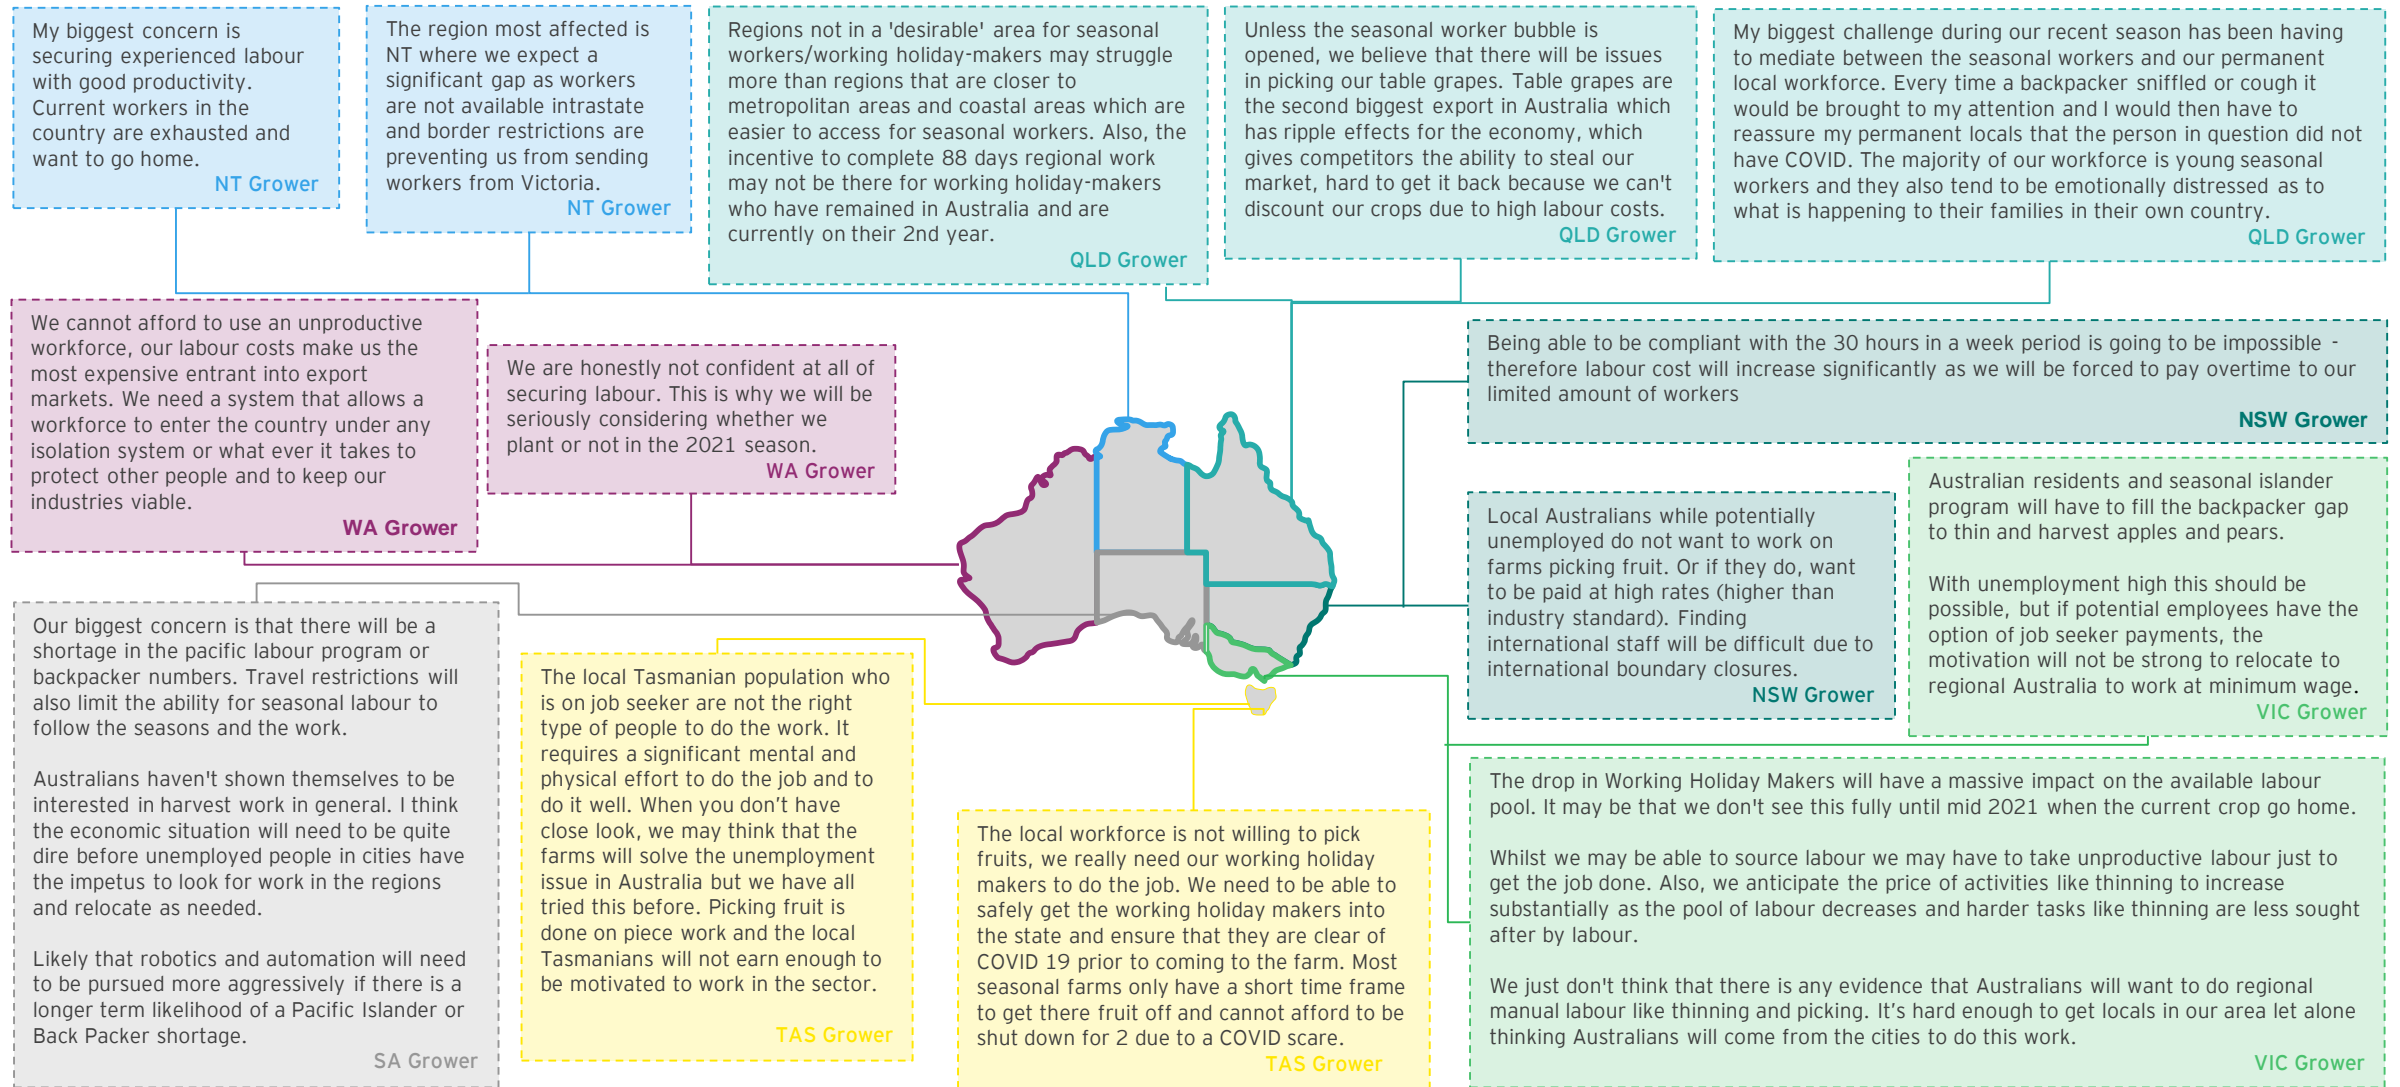 My biggest concern is
securing experienced labour
with good productivity.
Current workers in the
country are exhausted and
want to go home.
NT Grower
The region most affected is
NT where we expect a
significant gap as workers
are not available intrastate
and border restrictions are
preventing us from sending
workers from Victoria.
NT Grower
Regions not in a 'desirable' area for seasonal
workers/working holiday-makers may struggle
more than regions that are closer to
metropolitan areas and coastal areas which are
easier to access for seasonal workers. Also, the
incentive to complete 88 days regional work
may not be there for working holiday-makers
who have remained in Australia and are
currently on their 2nd year.
QLD Grower
Unless the seasonal worker bubble is
opened, we believe that there will be issues
in picking our table grapes. Table grapes are
the second biggest export in Australia which
has ripple effects for the economy, which
gives competitors the ability to steal our
market, hard to get it back because we can't
discount our crops due to high labour costs.
QLD Grower
My biggest challenge during our recent season has been having
to mediate between the seasonal workers and our permanent
local workforce. Every time a backpacker sniffled or cough it
would be brought to my attention and I would then have to
reassure my permanent locals that the person in question did not
have COVID. The majority of our workforce is young seasonal
workers and they also tend to be emotionally distressed as to
what is happening to their families in their own country.
QLD Grower
We cannot afford to use an unproductive
workforce, our labour costs make us the
most expensive entrant into export
markets. We need a system that allows a
workforce to enter the country under any
isolation system or what ever it takes to
protect other people and to keep our
industries viable.
WA Grower
We are honestly not confident at all of
securing labour. This is why we will be
seriously considering whether we
plant or not in the 2021 season.
WA Grower
Being able to be compliant with the 30 hours in a week period is going to be impossible -
therefore labour cost will increase significantly as we will be forced to pay overtime to our
limited amount of workers
NSW Grower
Local Australians while potentially
unemployed do not want to work on
farms picking fruit. Or if they do, want
to be paid at high rates (higher than
industry standard). Finding
international staff will be difficult due to
international boundary closures.
NSW Grower
Australian residents and seasonal islander
program will have to fill the backpacker gap
to thin and harvest apples and pears.
With unemployment high this should be
possible, but if potential employees have the
option of job seeker payments, the
motivation will not be strong to relocate to
regional Australia to work at minimum wage.
VIC Grower
Our biggest concern is that there will be a
shortage in the pacific labour program or
backpacker numbers. Travel restrictions will
also limit the ability for seasonal labour to
follow the seasons and the work.
Australians haven't shown themselves to be
interested in harvest work in general. I think
the economic situation will need to be quite
dire before unemployed people in cities have
the impetus to look for work in the regions
and relocate as needed.
Likely that robotics and automation will need
to be pursued more aggressively if there is a
longer term likelihood of a Pacific Islander or
Back Packer shortage.
SA Grower
The local Tasmanian population who
is on job seeker are not the right
type of people to do the work. It
requires a significant mental and
physical effort to do the job and to
do it well. When you don’t have
close look, we may think that the
farms will solve the unemployment
issue in Australia but we have all
tried this before. Picking fruit is
done on piece work and the local
Tasmanians will not earn enough to
be motivated to work in the sector.
TAS Grower
The local workforce is not willing to pick
fruits, we really need our working holiday
makers to do the job. We need to be able to
safely get the working holiday makers into
the state and ensure that they are clear of
COVID 19 prior to coming to the farm. Most
seasonal farms only have a short time frame
to get there fruit off and cannot afford to be
shut down for 2 due to a COVID scare.
TAS Grower
The drop in Working Holiday Makers will have a massive impact on the available labour
pool. It may be that we don't see this fully until mid 2021 when the current crop go home.
Whilst we may be able to source labour we may have to take unproductive labour just to
get the job done. Also, we anticipate the price of activities like thinning to increase
substantially as the pool of labour decreases and harder tasks like thinning are less sought
after by labour.
We just don't think that there is any evidence that Australians will want to do regional
manual labour like thinning and picking. It’s hard enough to get locals in our area let alone
thinking Australians will come from the cities to do this work.
VIC Grower